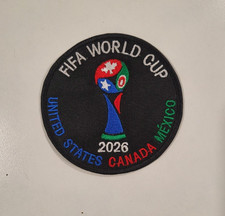 FIFA WORLD CUP
2026
UNITED STATES CANADA MÉXICO